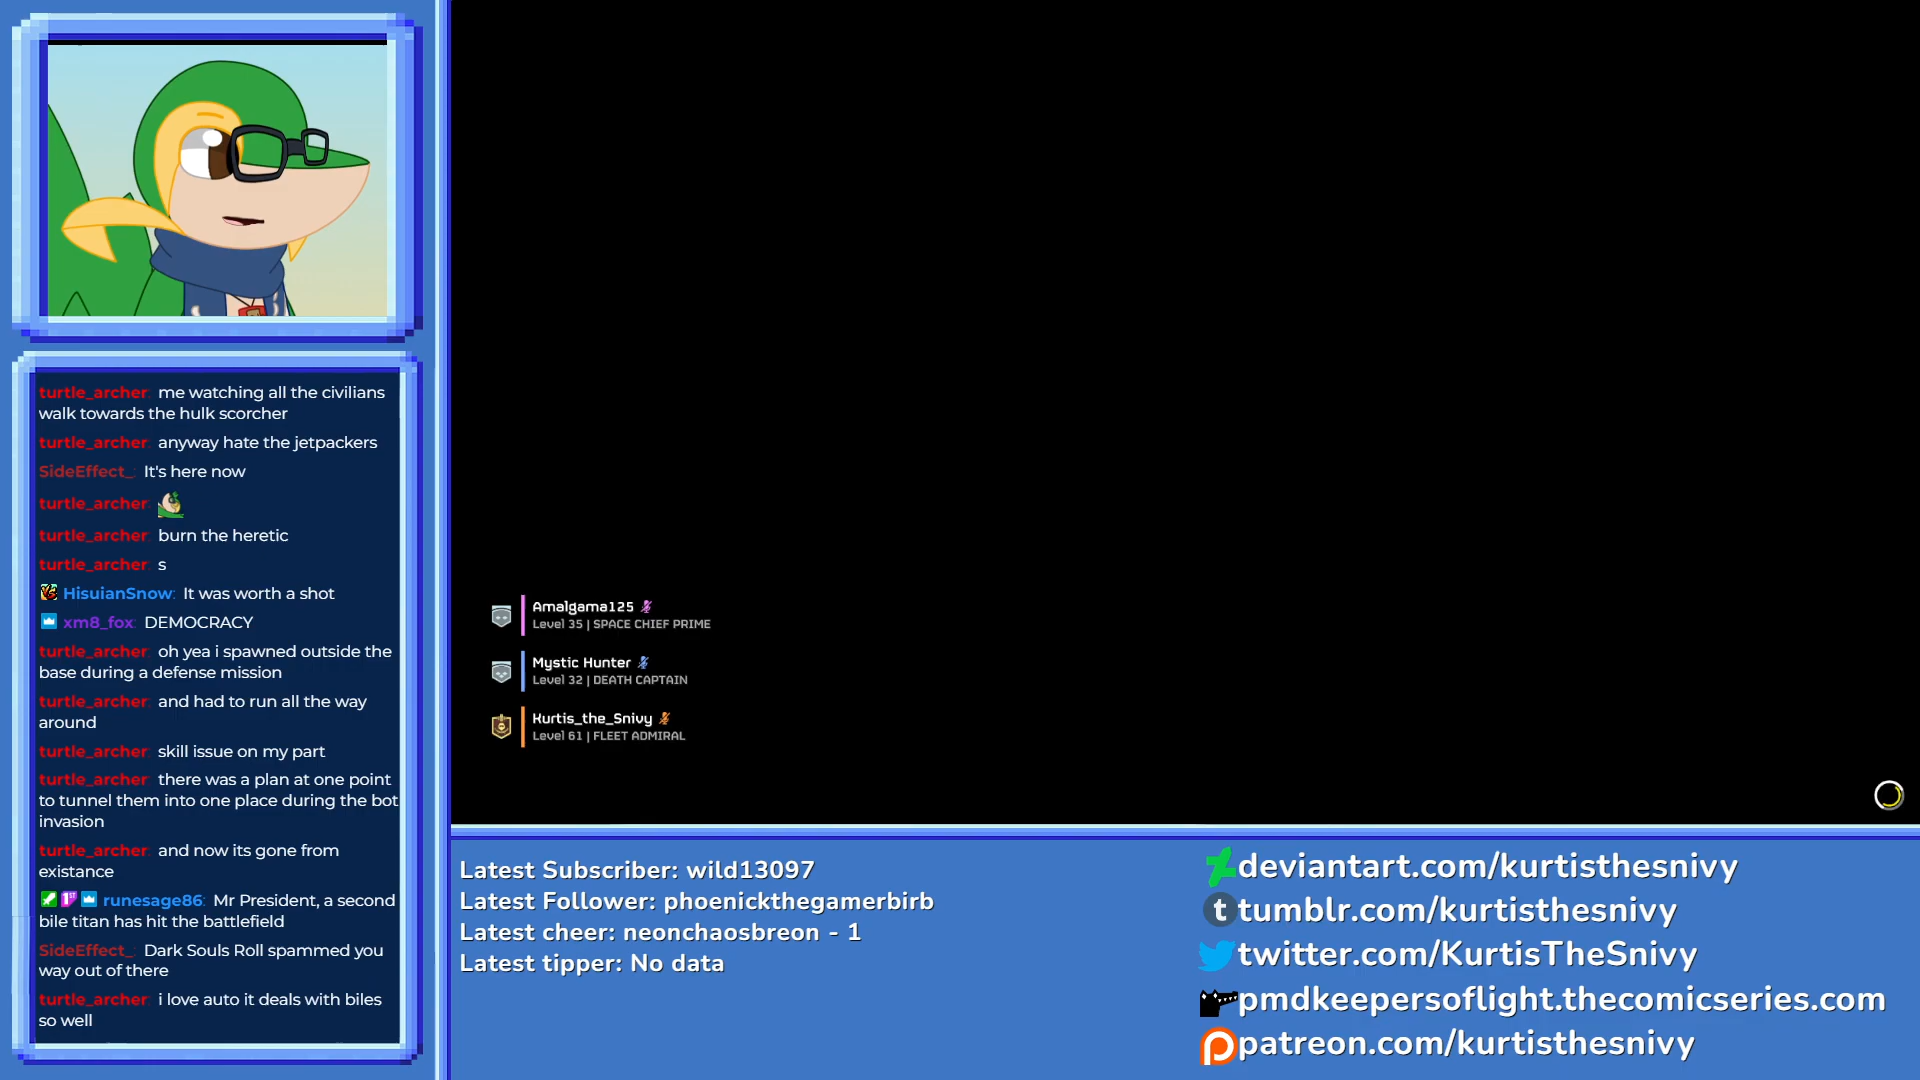 turtle_archer: me watching all the civilians
walk towards the hulk scorcher
turtle_archer: anyway hate the jetpackers
SideEffect_: It's here now
turtle_archer:
turtle_archer: burn the heretic
turtle_archer: s
HisuianSnow: It was worth a shot
xm8_fox: DEMOCRACY
turtle_archer: oh yea i spawned outside the
base during a defense mission
turtle_archer: and had to run all the way
around
turtle_archer: skill issue on my part
turtle_archer: there was a plan at one point
to tunnel them into one place during the bot
invasion
turtle_archer: and now its gone from
existance
1ST runesage86: Mr President, a second
bile titan has hit the battlefield
SideEffect_: Dark Souls Roll spammed you
way out of there
turtle_archer: i love auto it deals with biles
so well
Amalgama125
Level 35 | SPACE CHIEF PRIME
Mystic Hunter
Level 32 | DEATH CAPTAIN
Kurtis_the_Snivy
Level 61 | FLEET ADMIRAL
Latest Subscriber: wild13097
Latest Follower: phoenickthegamerbirb
Latest cheer: neonchaosbreon - 1
Latest tipper: No data
deviantart.com/kurtisthesnivy
tumblr.com/kurtisthesnivy
twitter.com/KurtisTheSnivy
pmdkeepersoflight.thecomicseries.com
patreon.com/kurtisthesnivy